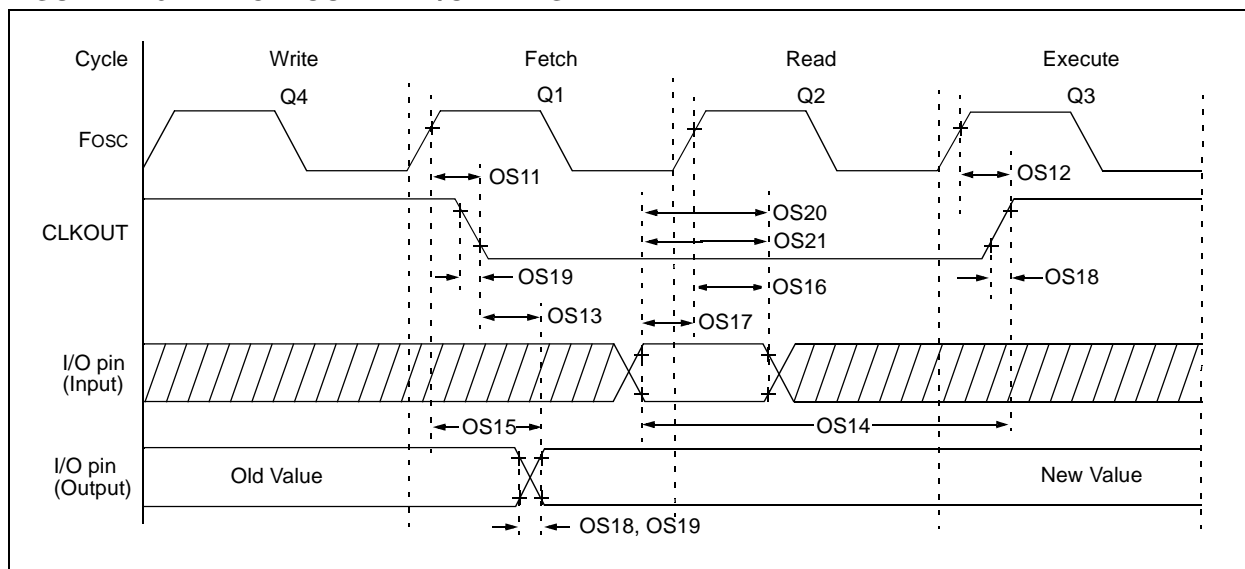 Cycle Write Fetch Read Execute
Q4 Q1 Q2 Q3
FOSC
OS11 OS12
OS20
CLKOUT
OS21
OS19 OS16 OS18
OS13 OS17
I/O pin
(Input)
OS15 OS14
I/O pin
(Output)
Old Value New Value
OS18, OS19